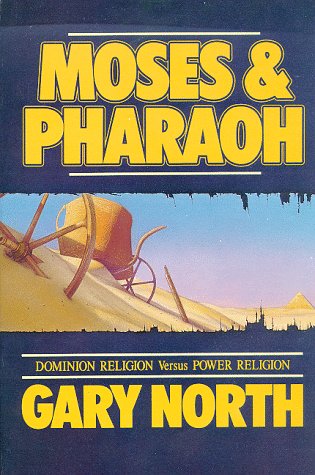 MOSES &
PHARAOH
DOMINION RELIGION Versus POWER RELIGION
GARY NORTH